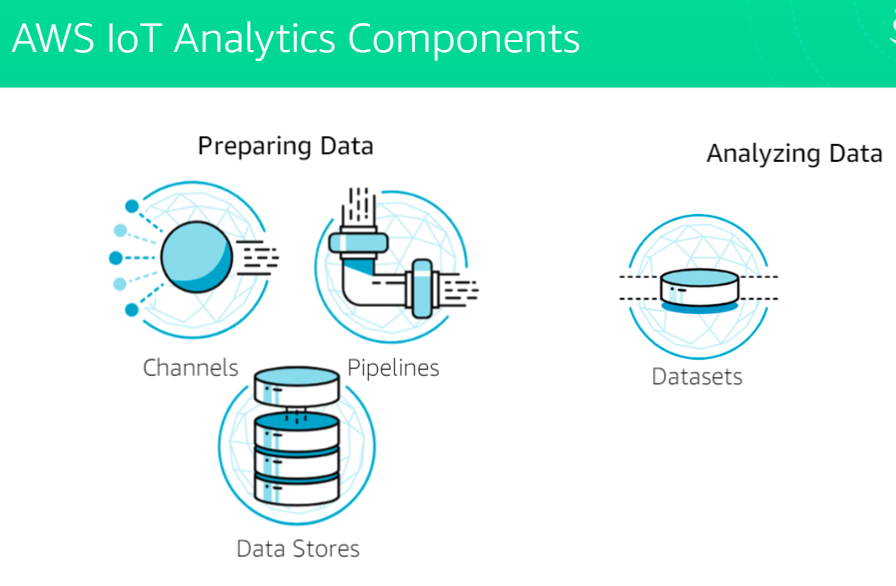 AWS IoT Analytics Components
Preparing Data
Analyzing Data
Channels
Pipelines
Datasets
Data Stores